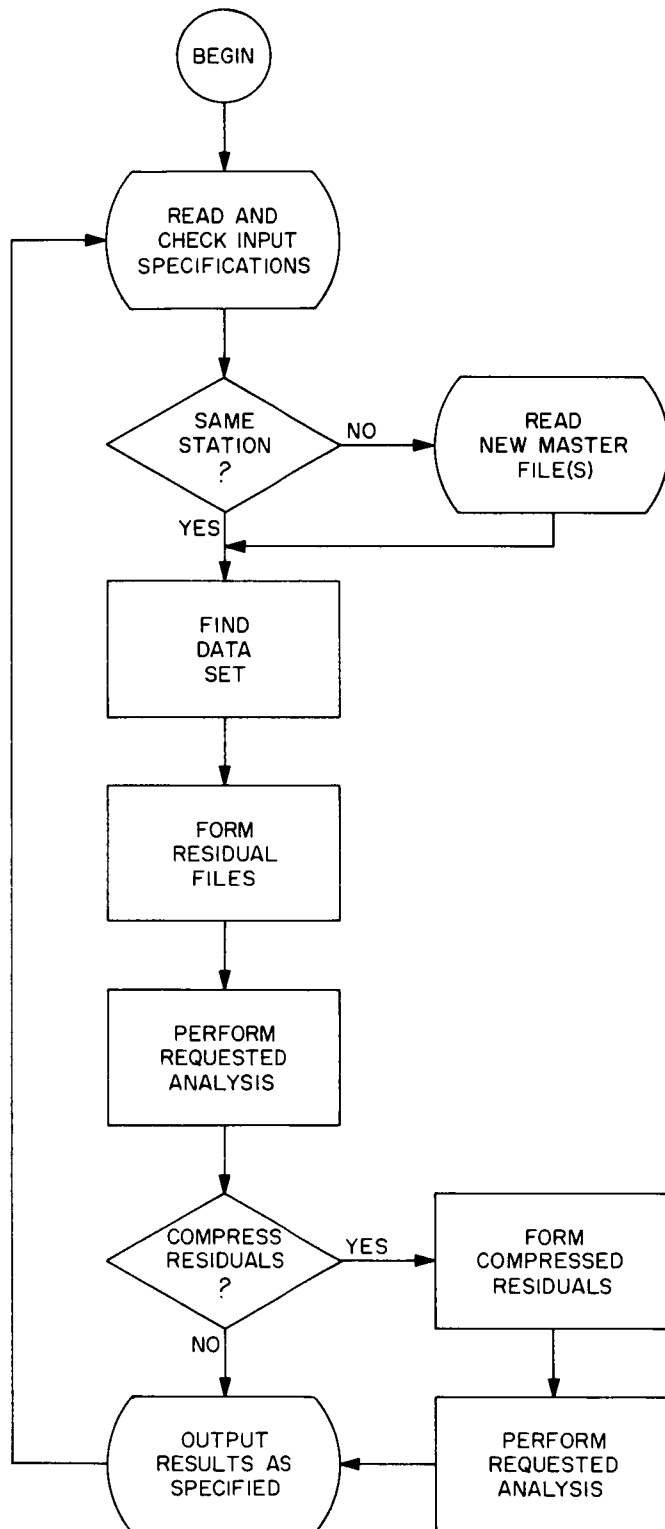 BEGIN
READ AND
CHECK INPUT
SPECIFICATIONS
SAME
STATION
?
NO
READ
NEW MASTER
FILE(S)
YES
FIND
DATA
SET
FORM
RESIDUAL
FILES
PERFORM
REQUESTED
ANALYSIS
COMPRESS
RESIDUALS
?
YES
FORM
COMPRESSED
RESIDUALS
NO
OUTPUT
RESULTS AS
SPECIFIED
PERFORM
REQUESTED
ANALYSIS